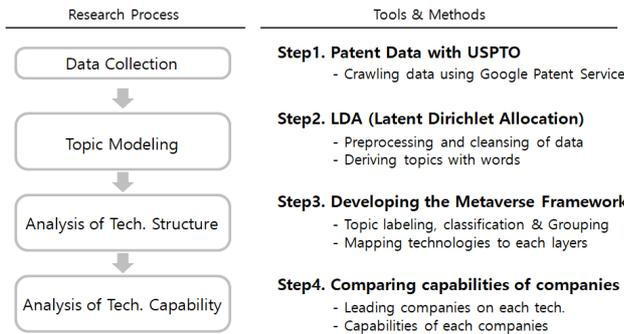 Research Process
Tools & Methods
Data Collection
Step1. Patent Data with USPTO
- Crawling data using Google Patent Service
Topic Modeling
Step2. LDA (Latent Dirichlet Allocation)
- Preprocessing and cleansing of data
- Deriving topics with words
Analysis of Tech. Structure
Step3. Developing the Metaverse Framework
- Topic labeling, classification & Grouping
- Mapping technologies to each layers
Analysis of Tech. Capability
Step4. Comparing capabilities of companies
- Leading companies on each tech.
- Capabilities of each companies